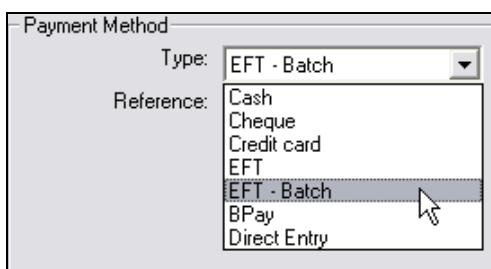 Payment Method
Type: EFT - Batch
Reference: Cash
Cheque
Credit card
EFT
EFT - Batch
BPay
Direct Entry